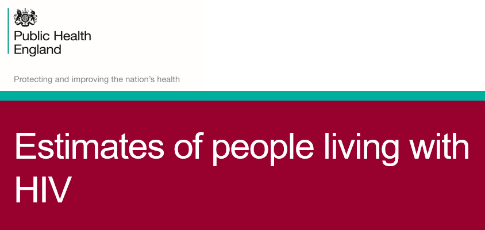 Public Health
England
Protecting and improving the nation's health
Estimates of people living with
HIV